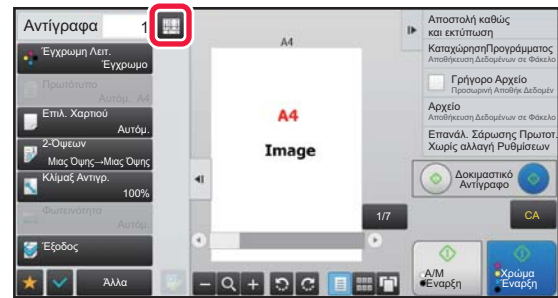 Αντίγραφα 1
Έγχρωμη Λειτ.
Έγχρωμο
Πρωτότυπο
Αυτόμ. A4
Επιλ. Χαρτιού
Αυτόμ.
2-Όψεων
Μιας Όψης→Μιας Όψης
Κλίμαξ Αντιγρ.
100%
Φωτεινότητα
Αυτόμ.
Έξοδος
Άλλα
A4
A4
Image
1/7
Αποστολή καθώς
και εκτύπωση
ΚαταχώρησηΠρογράμματος
Αποθήκευση Δεδομένων σε Φάκελο
Γρήγορο Αρχείο
Προσωρινή Αποθήκ Δεδομέν
Αρχείο
Αποθήκευση Δεδομένων σε Φάκελο
Επανάλ. Σάρωσης Πρωτοτ.
Χωρίς αλλαγή Ρυθμίσεων
Δοκιμαστικό
Αντίγραφο
CA
Α/Μ
Έναρξη
Χρώμα
Έναρξη